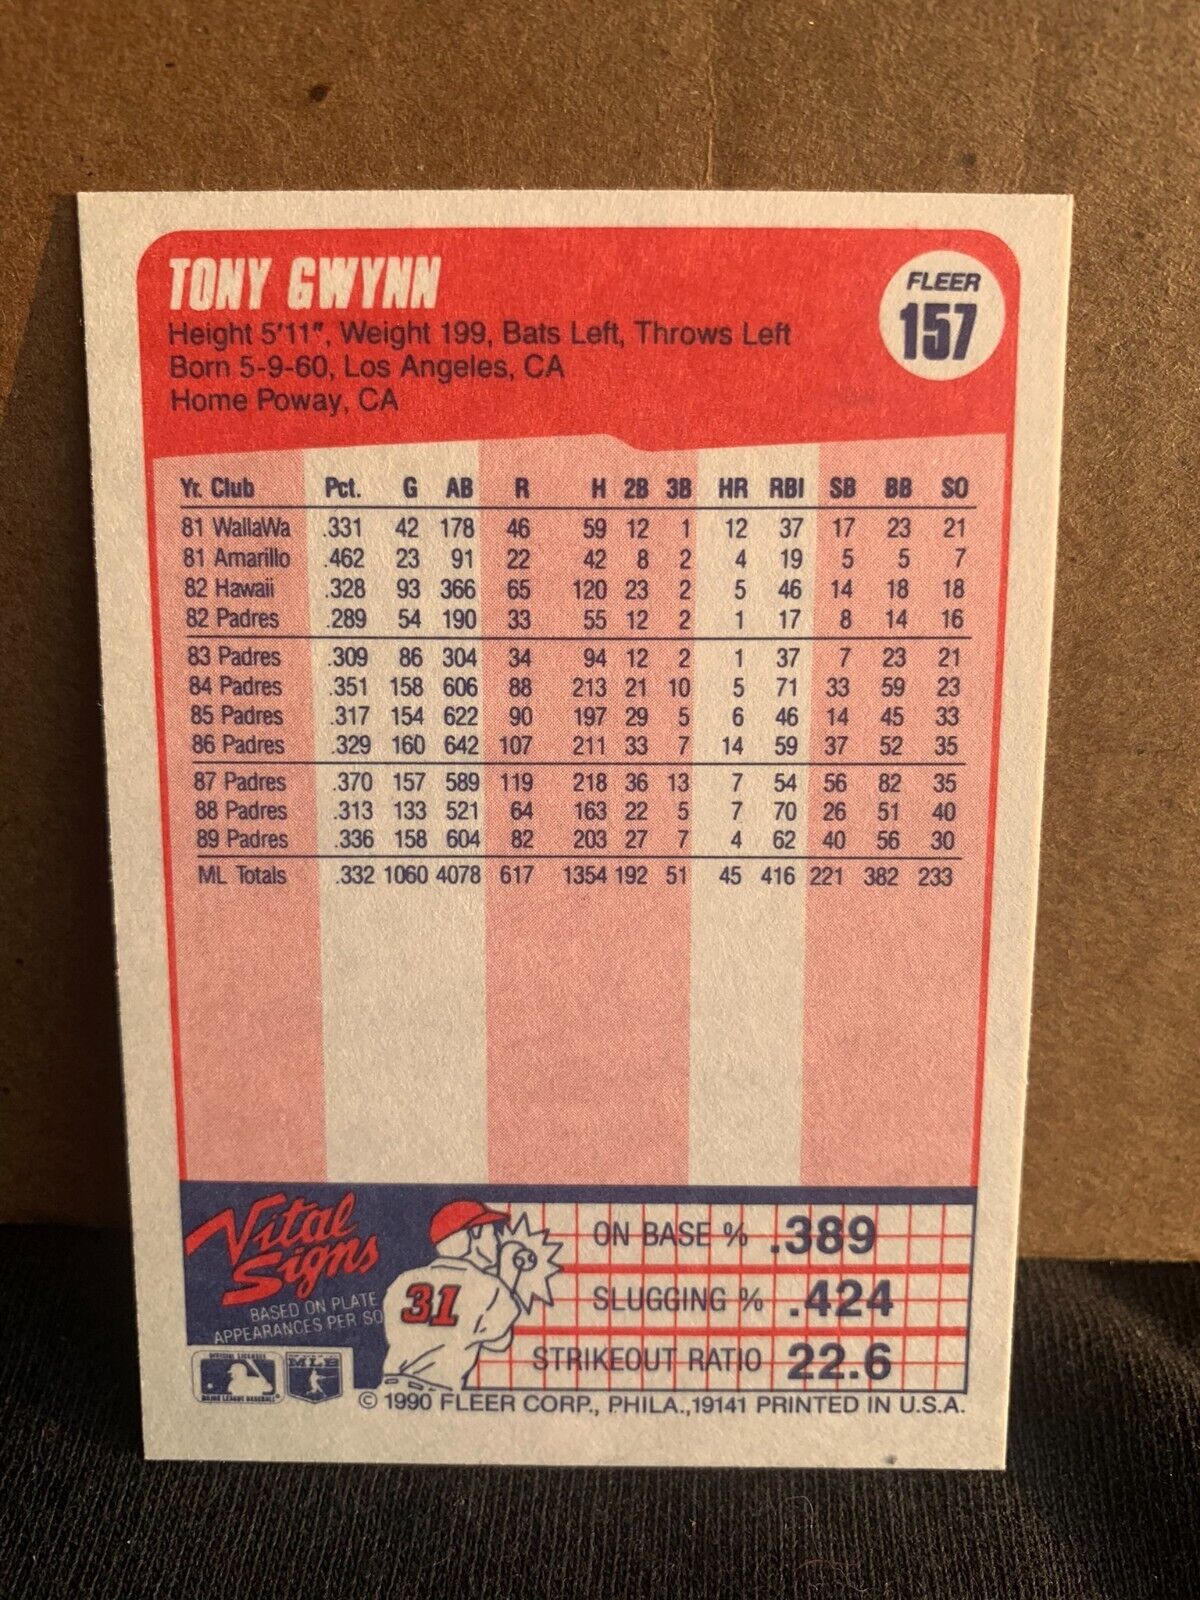 TONY GWYNN
FLEER
157
Height 5'11", Weight 199, Bats Left, Throws Left
Born 5-9-60, Los Angeles, CA
Home Poway, CA
Yr. Club Pct. G AB R H 2B 3B HR RBI SB BB SO
81 WallaWa .331 42 178 46 59 12 1 12 37 17 23 21
81 Amarillo .462 23 91 22 42 8 2 4 19 5 5 7
82 Hawaii .328 93 366 65 120 23 2 5 46 14 18 18
82 Padres .289 54 190 33 55 12 2 1 17 8 14 16
83 Padres .309 86 304 34 94 12 2 1 37 7 23 21
84 Padres .351 158 606 88 213 21 10 5 71 33 59 23
85 Padres .317 154 622 90 197 29 5 6 46 14 45 33
86 Padres .329 160 642 107 211 33 7 14 59 37 52 35
87 Padres .370 157 589 119 218 36 13 7 54 56 82 35
88 Padres .313 133 521 64 163 22 5 7 70 26 51 40
89 Padres .336 158 604 82 203 27 7 4 62 40 56 30
ML Totals .332 1060 4078 617 1354 192 51 45 416 221 382 233
Vital
Signs
BASED ON PLATE
APPEARANCES PER SO
31
ON BASE % .389
SLUGGING % .424
STRIKEOUT RATIO 22.6
OFFICIAL LICENSEE
MAJOR LEAGUE BASEBALL
MLB
© 1990 FLEER CORP., PHILA.,19141 PRINTED IN U.S.A.